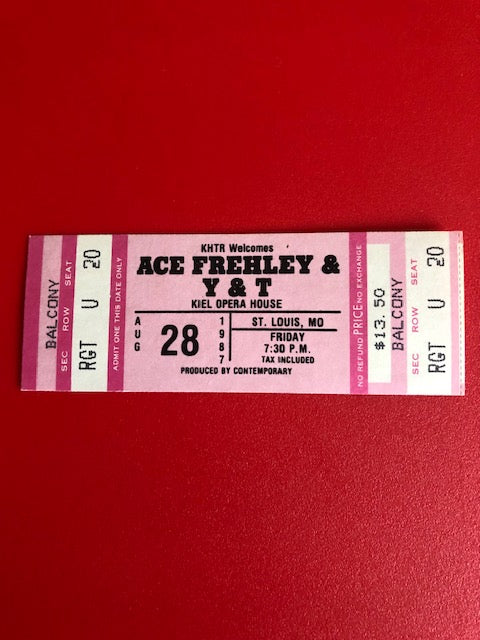 BALCONY
SEC ROW SEAT
RGT U 20
ADMIT ONE THIS DATE ONLY
KHTR Welcomes
ACE FREHLEY &
Y & T
KIEL OPERA HOUSE
AUG 28 1987
ST. LOUIS, MO
FRIDAY
7:30 P.M.
TAX INCLUDED
PRODUCED BY CONTEMPORARY
NO REFUND PRICE NO EXCHANGE
$13.50
BALCONY
SEC ROW SEAT
RGT U 20